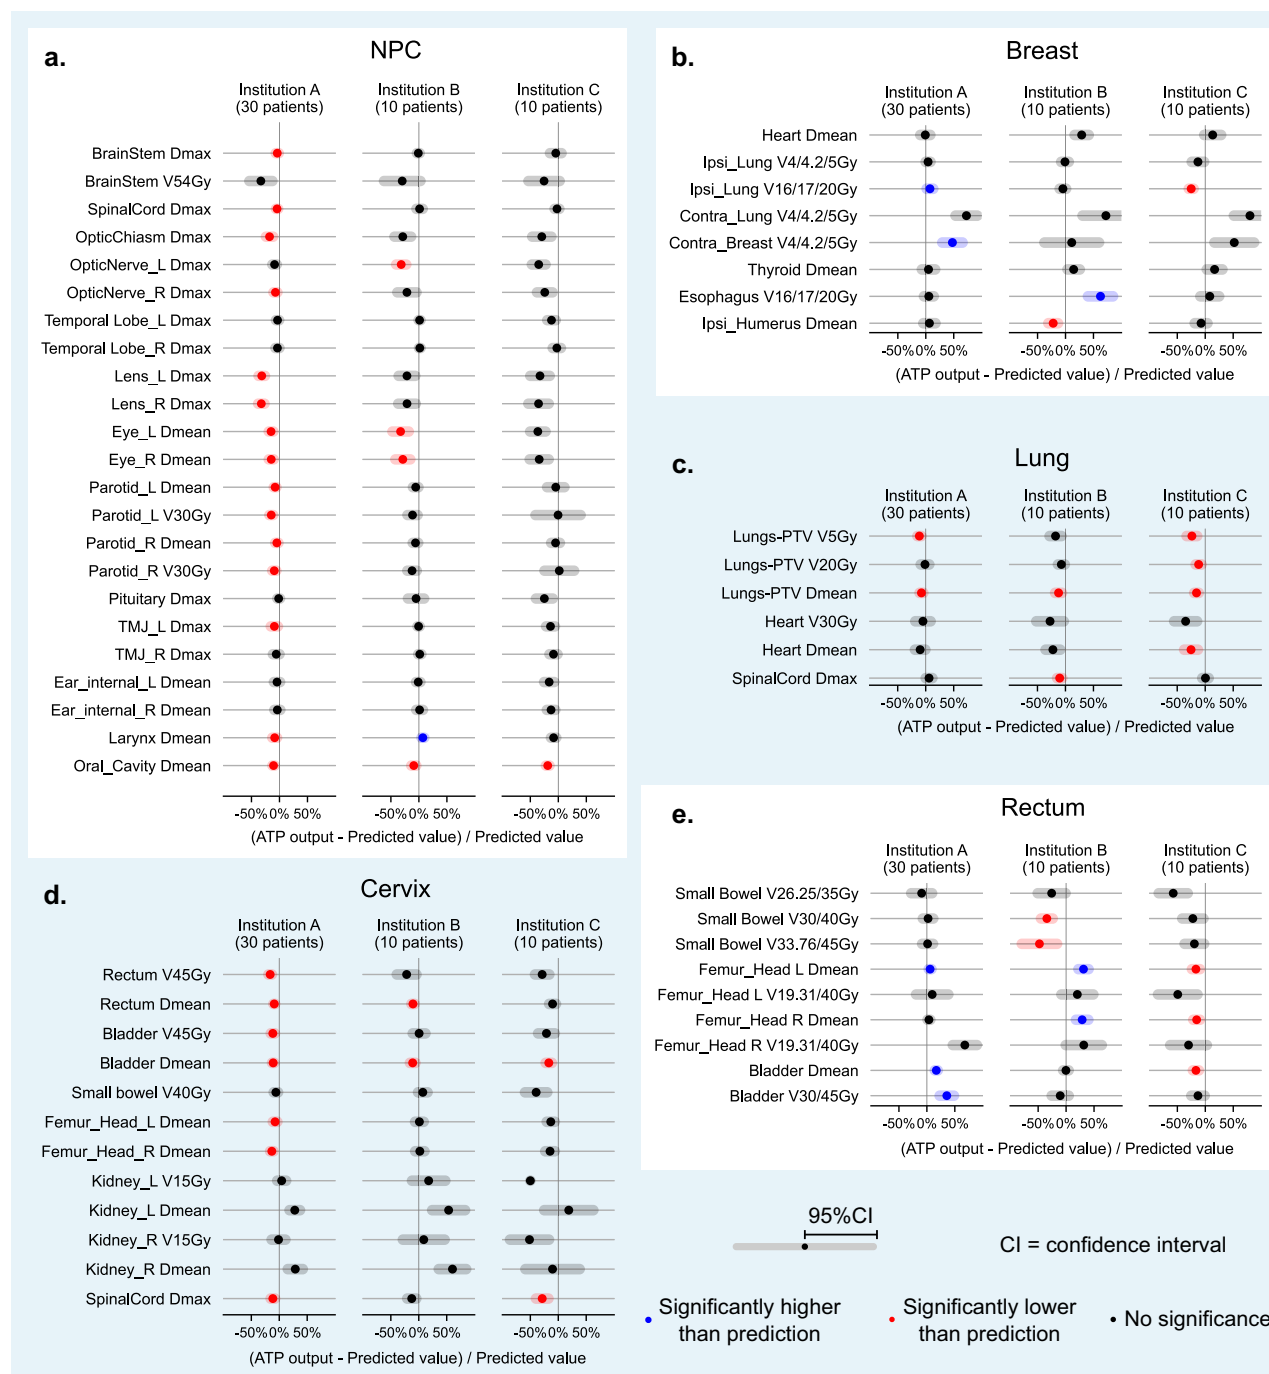 a.
NPC
Institution A
(30 patients)
Institution B
(10 patients)
Institution C
(10 patients)
BrainStem Dmax
BrainStem V54Gy
SpinalCord Dmax
OpticChiasm Dmax
OpticNerve_L Dmax
OpticNerve_R Dmax
Temporal Lobe_L Dmax
Temporal Lobe_R Dmax
Lens_L Dmax
Lens_R Dmax
Eye_L Dmean
Eye_R Dmean
Parotid_L Dmean
Parotid_L V30Gy
Parotid_R Dmean
Parotid_R V30Gy
Pituitary Dmax
TMJ_L Dmax
TMJ_R Dmax
Ear_internal_L Dmean
Ear_internal_R Dmean
Larynx Dmean
Oral_Cavity Dmean
-50% 0% 50%
-50% 0% 50%
-50% 0% 50%
(ATP output - Predicted value) / Predicted value
b.
Breast
Institution A
(30 patients)
Institution B
(10 patients)
Institution C
(10 patients)
Heart Dmean
Ipsi_Lung V4/4.2/5Gy
Ipsi_Lung V16/17/20Gy
Contra_Lung V4/4.2/5Gy
Contra_Breast V4/4.2/5Gy
Thyroid Dmean
Esophagus V16/17/20Gy
Ipsi_Humerus Dmean
-50% 0% 50%
-50% 0% 50%
-50% 0% 50%
(ATP output - Predicted value) / Predicted value
c.
Lung
Institution A
(30 patients)
Institution B
(10 patients)
Institution C
(10 patients)
Lungs-PTV V5Gy
Lungs-PTV V20Gy
Lungs-PTV Dmean
Heart V30Gy
Heart Dmean
SpinalCord Dmax
-50% 0% 50%
-50% 0% 50%
-50% 0% 50%
(ATP output - Predicted value) / Predicted value
d.
Cervix
Institution A
(30 patients)
Institution B
(10 patients)
Institution C
(10 patients)
Rectum V45Gy
Rectum Dmean
Bladder V45Gy
Bladder Dmean
Small bowel V40Gy
Femur_Head_L Dmean
Femur_Head_R Dmean
Kidney_L V15Gy
Kidney_L Dmean
Kidney_R V15Gy
Kidney_R Dmean
SpinalCord Dmax
-50% 0% 50%
-50% 0% 50%
-50% 0% 50%
(ATP output - Predicted value) / Predicted value
e.
Rectum
Institution A
(30 patients)
Institution B
(10 patients)
Institution C
(10 patients)
Small Bowel V26.25/35Gy
Small Bowel V30/40Gy
Small Bowel V33.76/45Gy
Femur_Head L Dmean
Femur_Head L V19.31/40Gy
Femur_Head R Dmean
Femur_Head R V19.31/40Gy
Bladder Dmean
Bladder V30/45Gy
-50% 0% 50%
-50% 0% 50%
-50% 0% 50%
(ATP output - Predicted value) / Predicted value
95%CI
CI = confidence interval
Significantly higher
than prediction
Significantly lower
than prediction
No significance